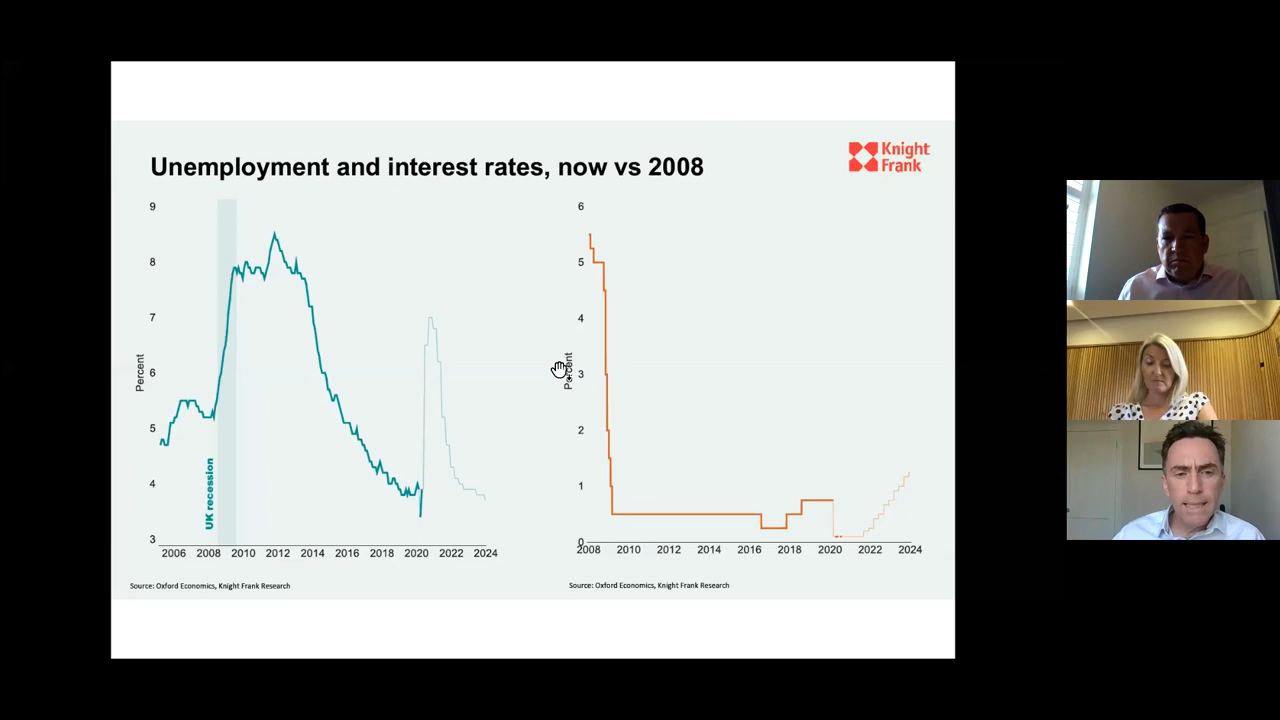 Unemployment and interest rates, now vs 2008
Knight
Frank
9
8
7
6
5
4
3
Percent
UK recession
2006 2008 2010 2012 2014 2016 2018 2020 2022 2024
Source: Oxford Economics, Knight Frank Research
6
5
4
3
2
1
0
Percent
2008 2010 2012 2014 2016 2018 2020 2022 2024
Source: Oxford Economics, Knight Frank Research